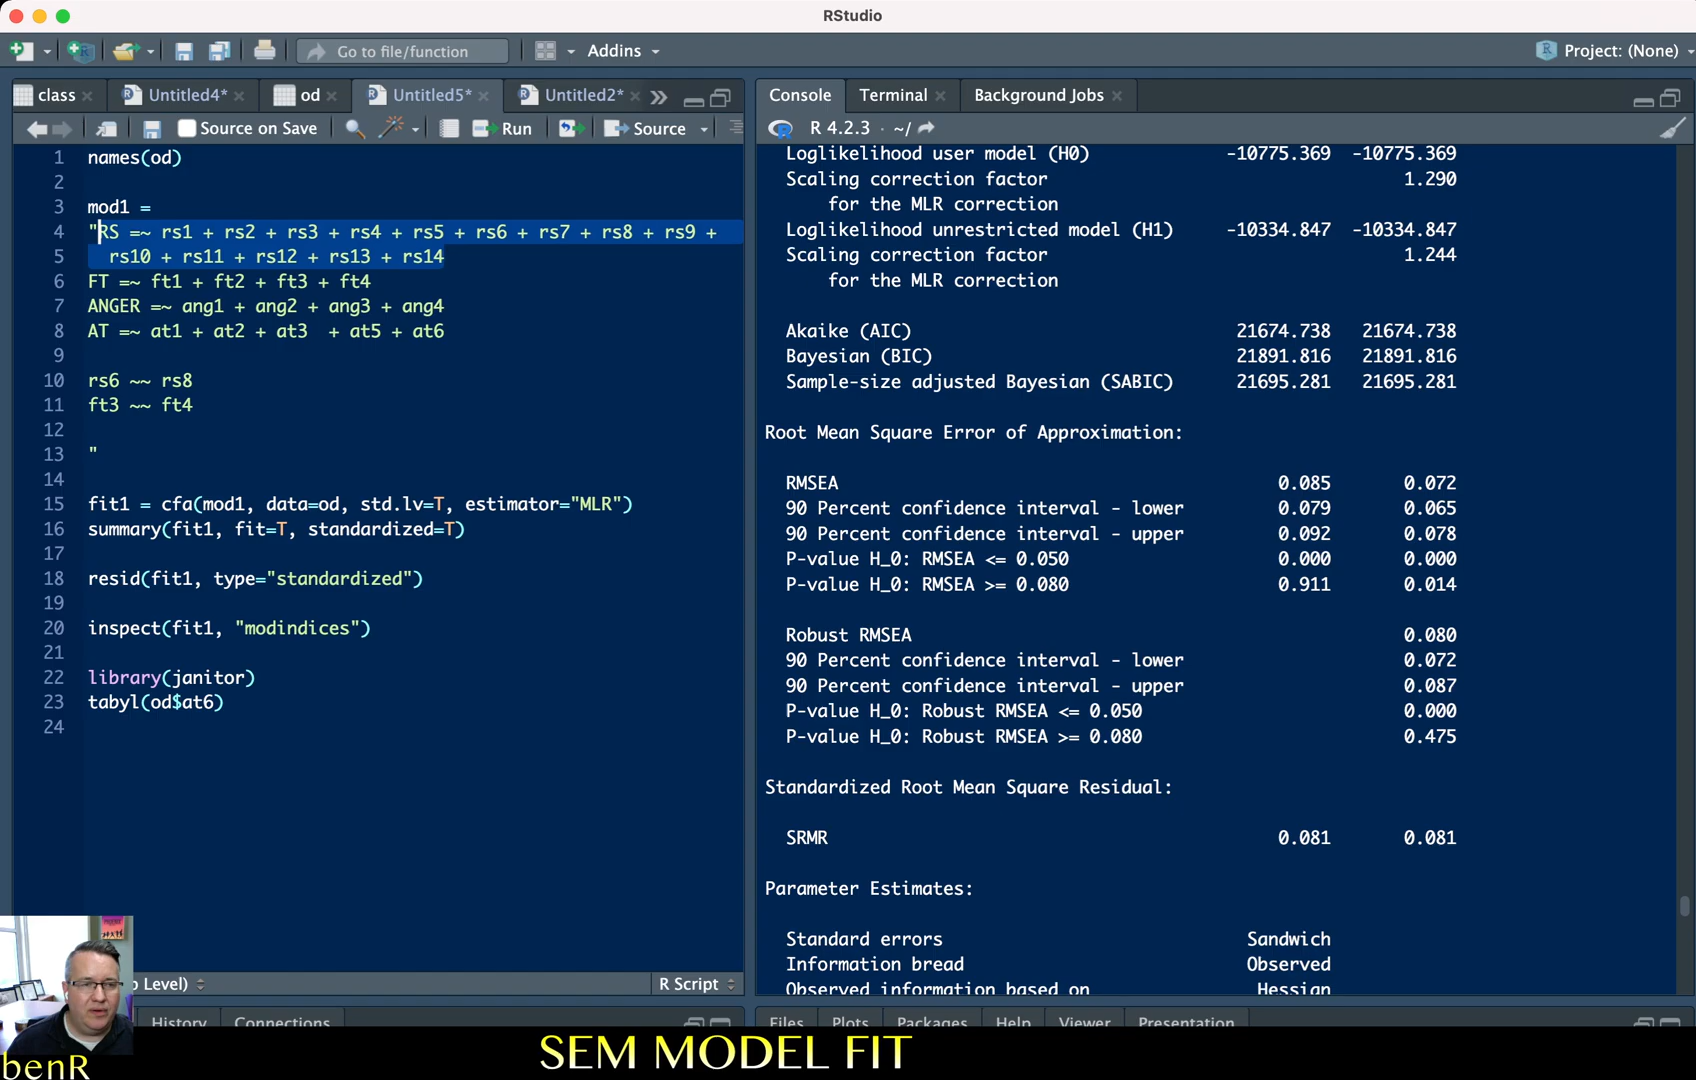 RStudio
Go to file/function
Addins
Project: (None)
class
Untitled4*
od
Untitled5*
Untitled2*
Source on Save
Run
Source
1 names(od)
2
3 mod1 =
4 "RS =~ rs1 + rs2 + rs3 + rs4 + rs5 + rs6 + rs7 + rs8 + rs9 +
5 rs10 + rs11 + rs12 + rs13 + rs14
6 FT =~ ft1 + ft2 + ft3 + ft4
7 ANGER =~ ang1 + ang2 + ang3 + ang4
8 AT =~ at1 + at2 + at3  + at5 + at6
9
10 rs6 ~~ rs8
11 ft3 ~~ ft4
12
13 "
14
15 fit1 = cfa(mod1, data=od, std.lv=T, estimator="MLR")
16 summary(fit1, fit=T, standardized=T)
17
18 resid(fit1, type="standardized")
19
20 inspect(fit1, "modindices")
21
22 library(janitor)
23 tabyl(od$at6)
24
Level)
R Script
History
Connections
Console
Terminal
Background Jobs
R 4.2.3 · ~/
Loglikelihood user model (H0) -10775.369 -10775.369
Scaling correction factor 1.290
for the MLR correction
Loglikelihood unrestricted model (H1) -10334.847 -10334.847
Scaling correction factor 1.244
for the MLR correction
Akaike (AIC) 21674.738 21674.738
Bayesian (BIC) 21891.816 21891.816
Sample-size adjusted Bayesian (SABIC) 21695.281 21695.281
Root Mean Square Error of Approximation:
RMSEA 0.085 0.072
90 Percent confidence interval - lower 0.079 0.065
90 Percent confidence interval - upper 0.092 0.078
P-value H_0: RMSEA <= 0.050 0.000 0.000
P-value H_0: RMSEA >= 0.080 0.911 0.014
Robust RMSEA 0.080
90 Percent confidence interval - lower 0.072
90 Percent confidence interval - upper 0.087
P-value H_0: Robust RMSEA <= 0.050 0.000
P-value H_0: Robust RMSEA >= 0.080 0.475
Standardized Root Mean Square Residual:
SRMR 0.081 0.081
Parameter Estimates:
Standard errors Sandwich
Information bread Observed
Observed information based on Hessian
Files
Plots
Packages
Help
Viewer
Presentation
benR
SEM MODEL FIT